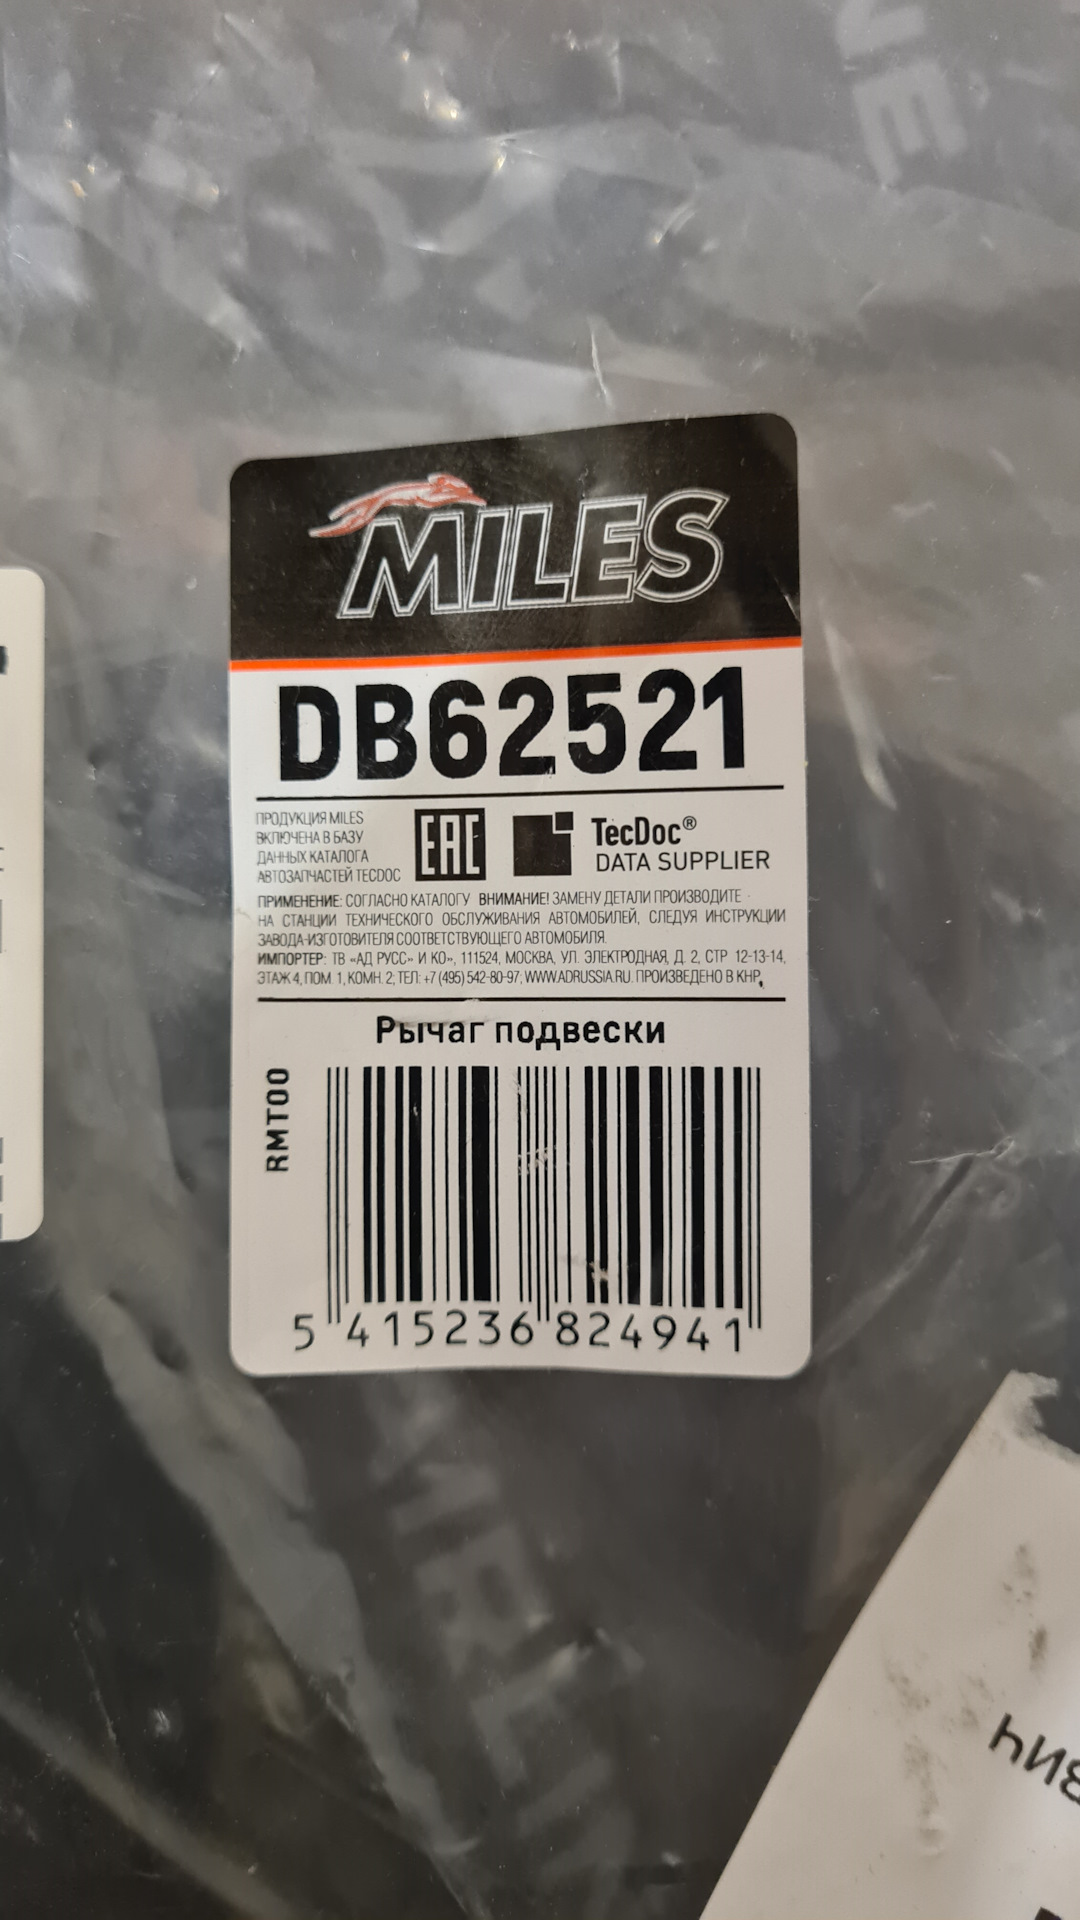 MILES
DB62521
ПРОДУКЦИЯ MILES
ВКЛЮЧЕНА В БАЗУ
ДАННЫХ КАТАЛОГА
АВТОЗАПЧАСТЕЙ TECDOC
EAC
TecDoc®
DATA SUPPLIER
ПРИМЕНЕНИЕ: СОГЛАСНО КАТАЛОГУ ВНИМАНИЕ! ЗАМЕНУ ДЕТАЛИ ПРОИЗВОДИТЕ
НА СТАНЦИИ ТЕХНИЧЕСКОГО ОБСЛУЖИВАНИЯ АВТОМОБИЛЕЙ, СЛЕДУЯ ИНСТРУКЦИИ
ЗАВОДА-ИЗГОТОВИТЕЛЯ СООТВЕТСТВУЮЩЕГО АВТОМОБИЛЯ.
ИМПОРТЕР: ТВ «АД РУСС» И КО», 111524, МОСКВА, УЛ. ЭЛЕКТРОДНАЯ, Д. 2, СТР 12-13-14,
ЭТАЖ 4, ПОМ. 1, КОМН. 2; ТЕЛ: +7 (495) 542-80-97; WWW.ADRUSSIA.RU. ПРОИЗВЕДЕНО В КНР,
Рычаг подвески
RMT00
5 415236 824941